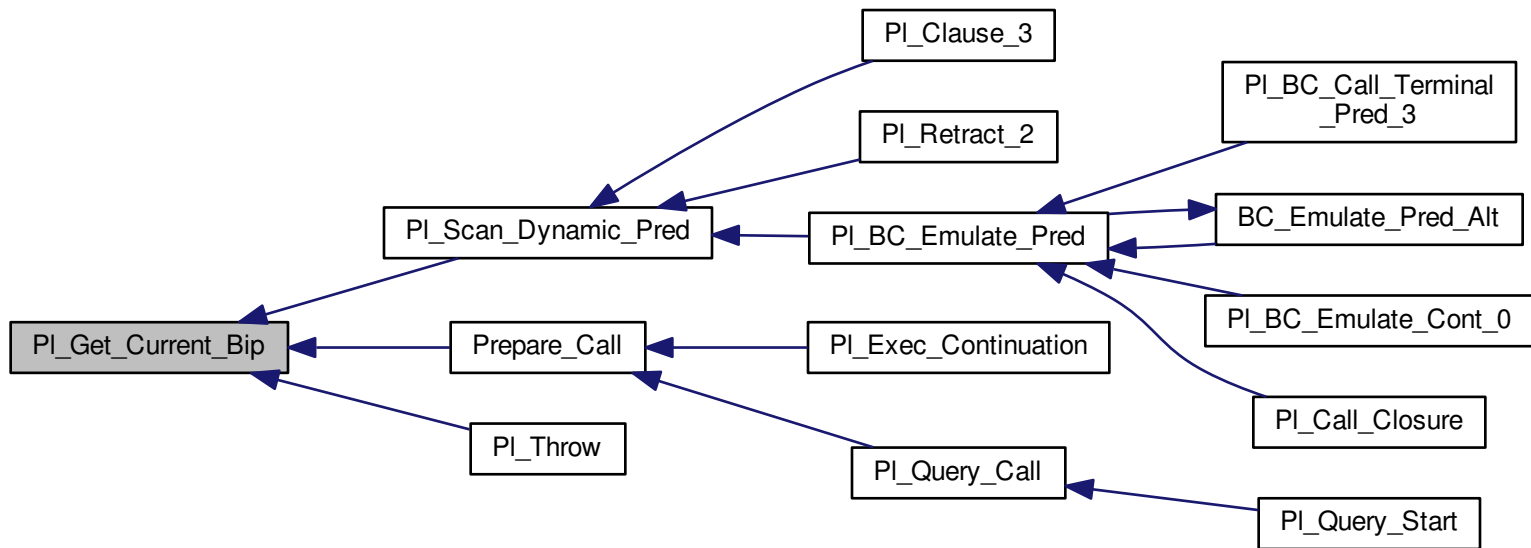 Pl_Clause_3
Pl_BC_Call_Terminal
_Pred_3
Pl_Retract_2
Pl_Scan_Dynamic_Pred
Pl_BC_Emulate_Pred
BC_Emulate_Pred_Alt
Pl_BC_Emulate_Cont_0
Pl_Get_Current_Bip
Prepare_Call
Pl_Exec_Continuation
Pl_Call_Closure
Pl_Throw
Pl_Query_Call
Pl_Query_Start